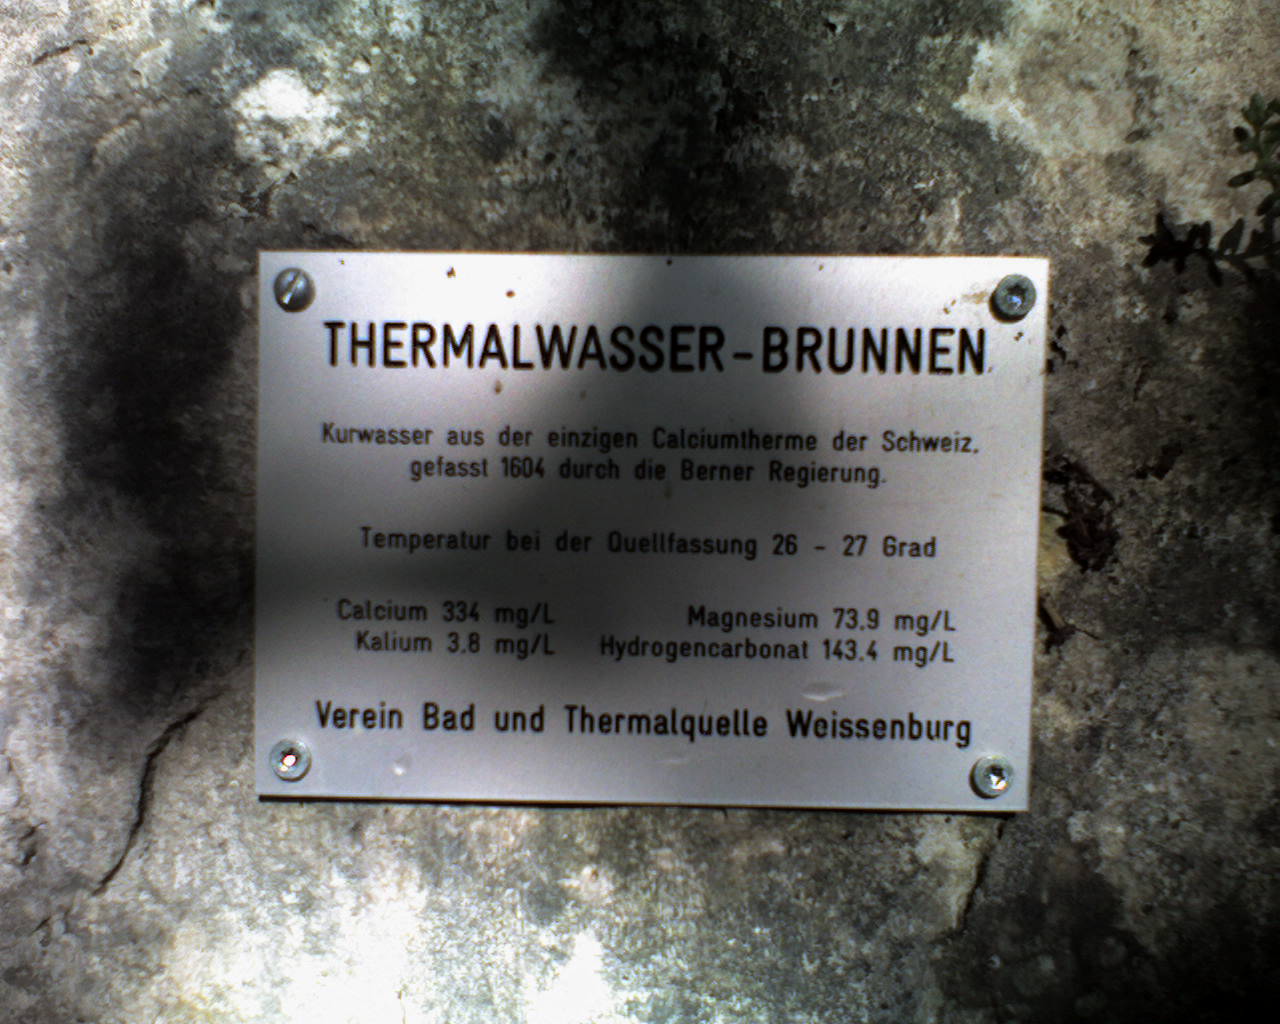 THERMALWASSER-BRUNNEN
Kurwasser aus der einzigen Calciumtherme der Schweiz.
gefasst 1604 durch die Berner Regierung.
Temperatur bei der Quellfassung 26 - 27 Grad
Calcium 334 mg/L Magnesium 73.9 mg/L
Kalium 3.8 mg/L Hydrogencarbonat 143.4 mg/L
Verein Bad und Thermalquelle Weissenburg